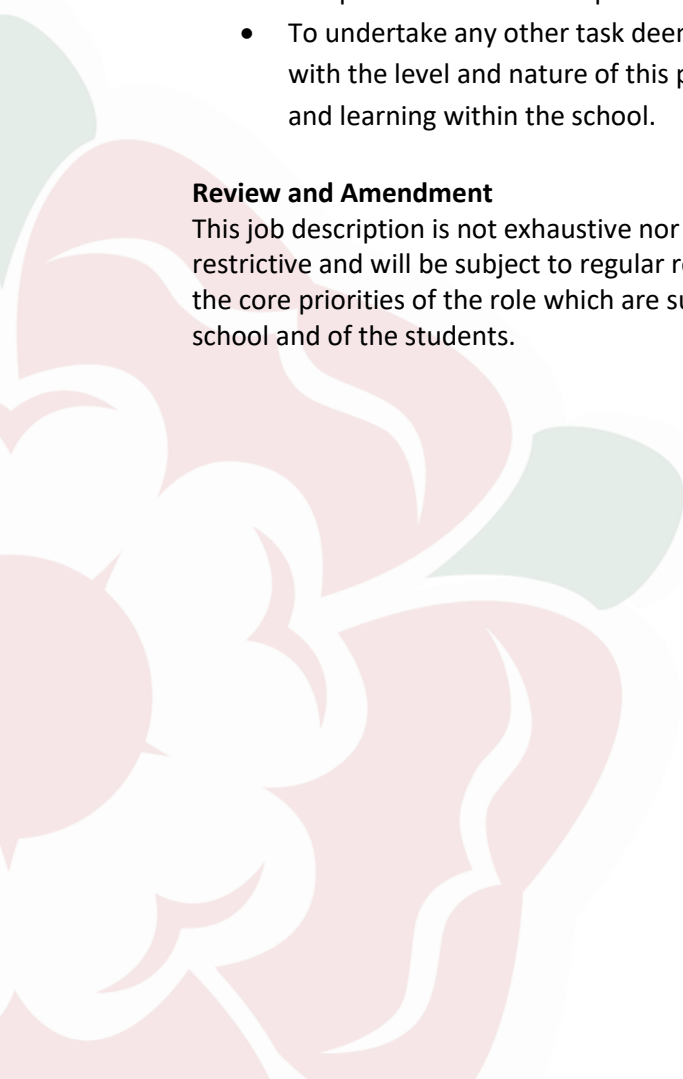 • To undertake any other task
with the level and nature of this
and learning within the school.
Review and Amendment
This job description is not exhaustive nor
restrictive and will be subject to regular
the core priorities of the role which are
school and of the students.